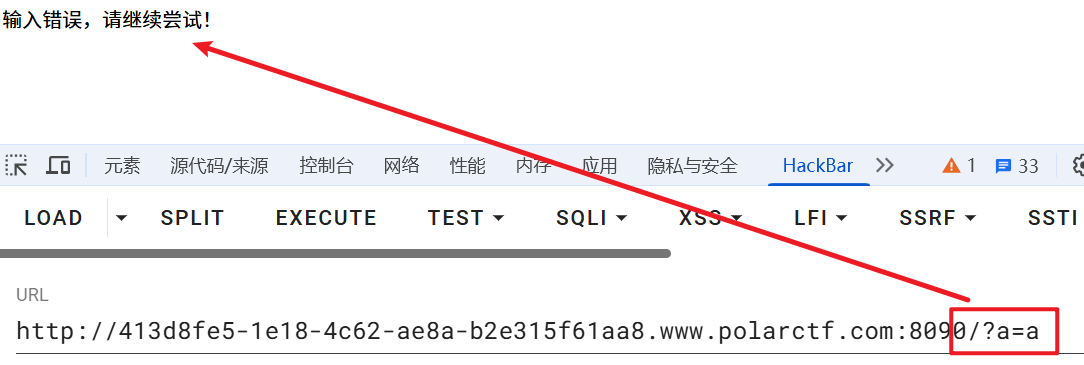 输入错误，请继续尝试！
元素 源代码/来源 控制台 网络 性能 内存 应用 隐私与安全 HackBar 1 33
LOAD SPLIT EXECUTE TEST SQLI XSS LFI SSRF SSTI
URL
http://413d8fe5-1e18-4c62-ae8a-b2e315f61aa8.www.polarctf.com:8090/?a=a